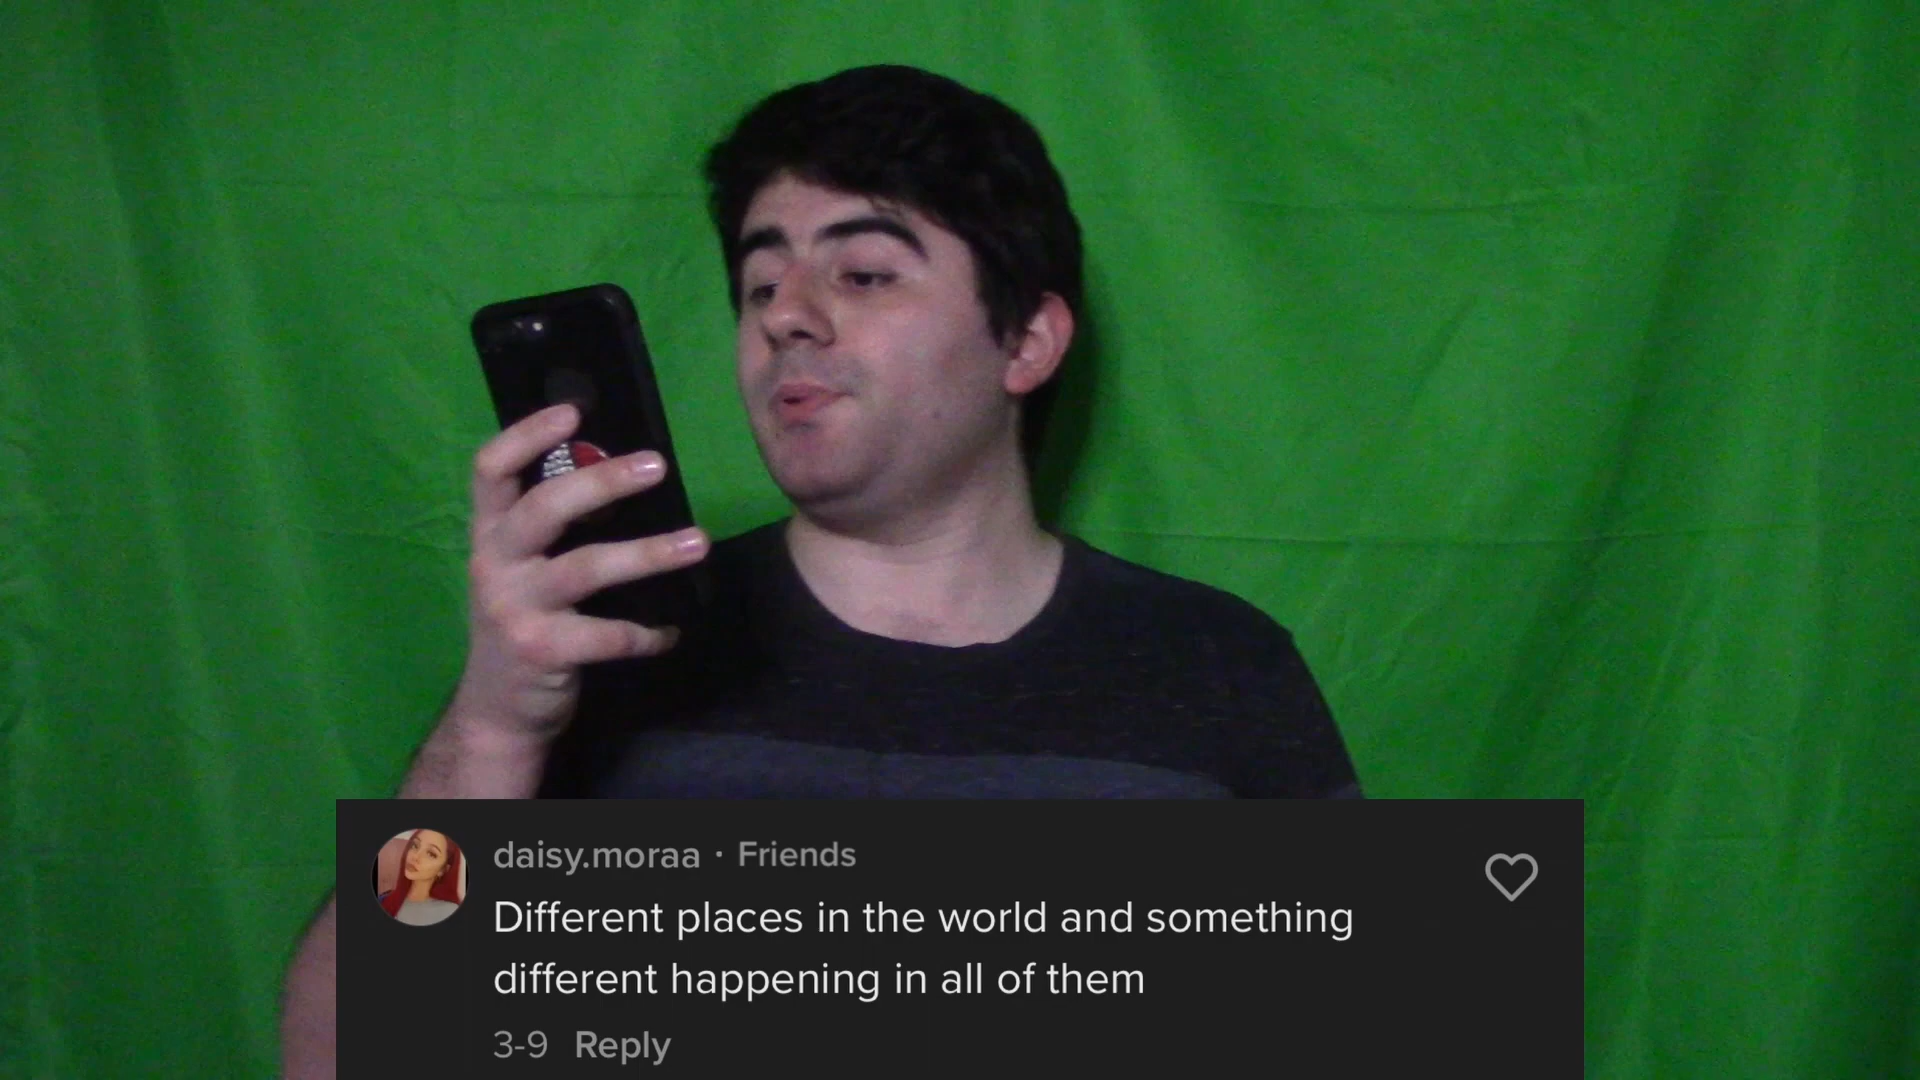 daisy.moraa · Friends
Different places in the world and something
different happening in all of them
3-9 Reply